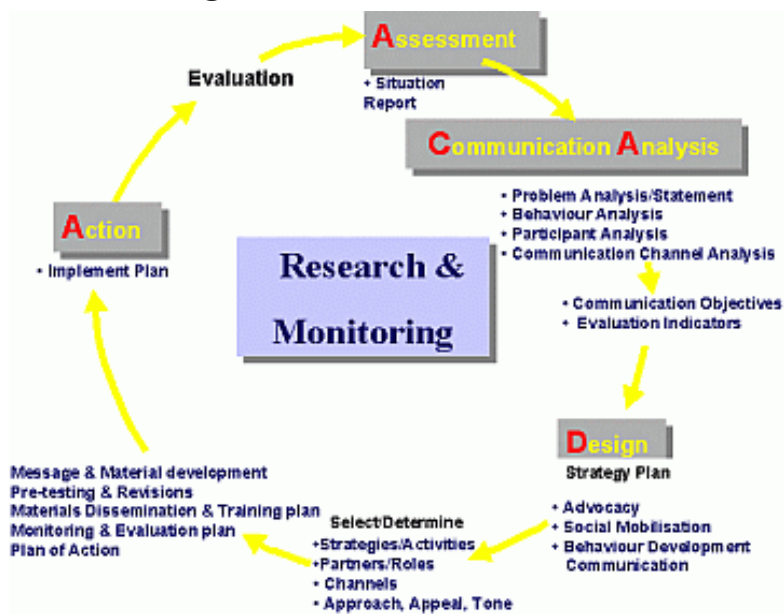 Assessment
• Situation
Report
Communication Analysis
• Problem Analysis/Statement
• Behaviour Analysis
• Participant Analysis
• Communication Channel Analysis
• Communication Objectives
• Evaluation Indicators
Design
Strategy Plan
• Advocacy
• Social Mobilisation
• Behaviour Development
Communication
Select/Determine
•Strategies/Activities
•Partners/Roles
• Channels
• Approach, Appeal, Tone
Message & Material development
Pre-testing & Revisions
Materials Dissemination & Training plan
Monitoring & Evaluation plan
Plan of Action
Action
• Implement Plan
Evaluation
Research &
Monitoring